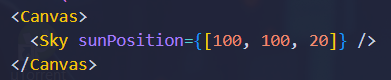 <Canvas>
<Sky sunPosition={[100, 100, 20]} />
</Canvas>